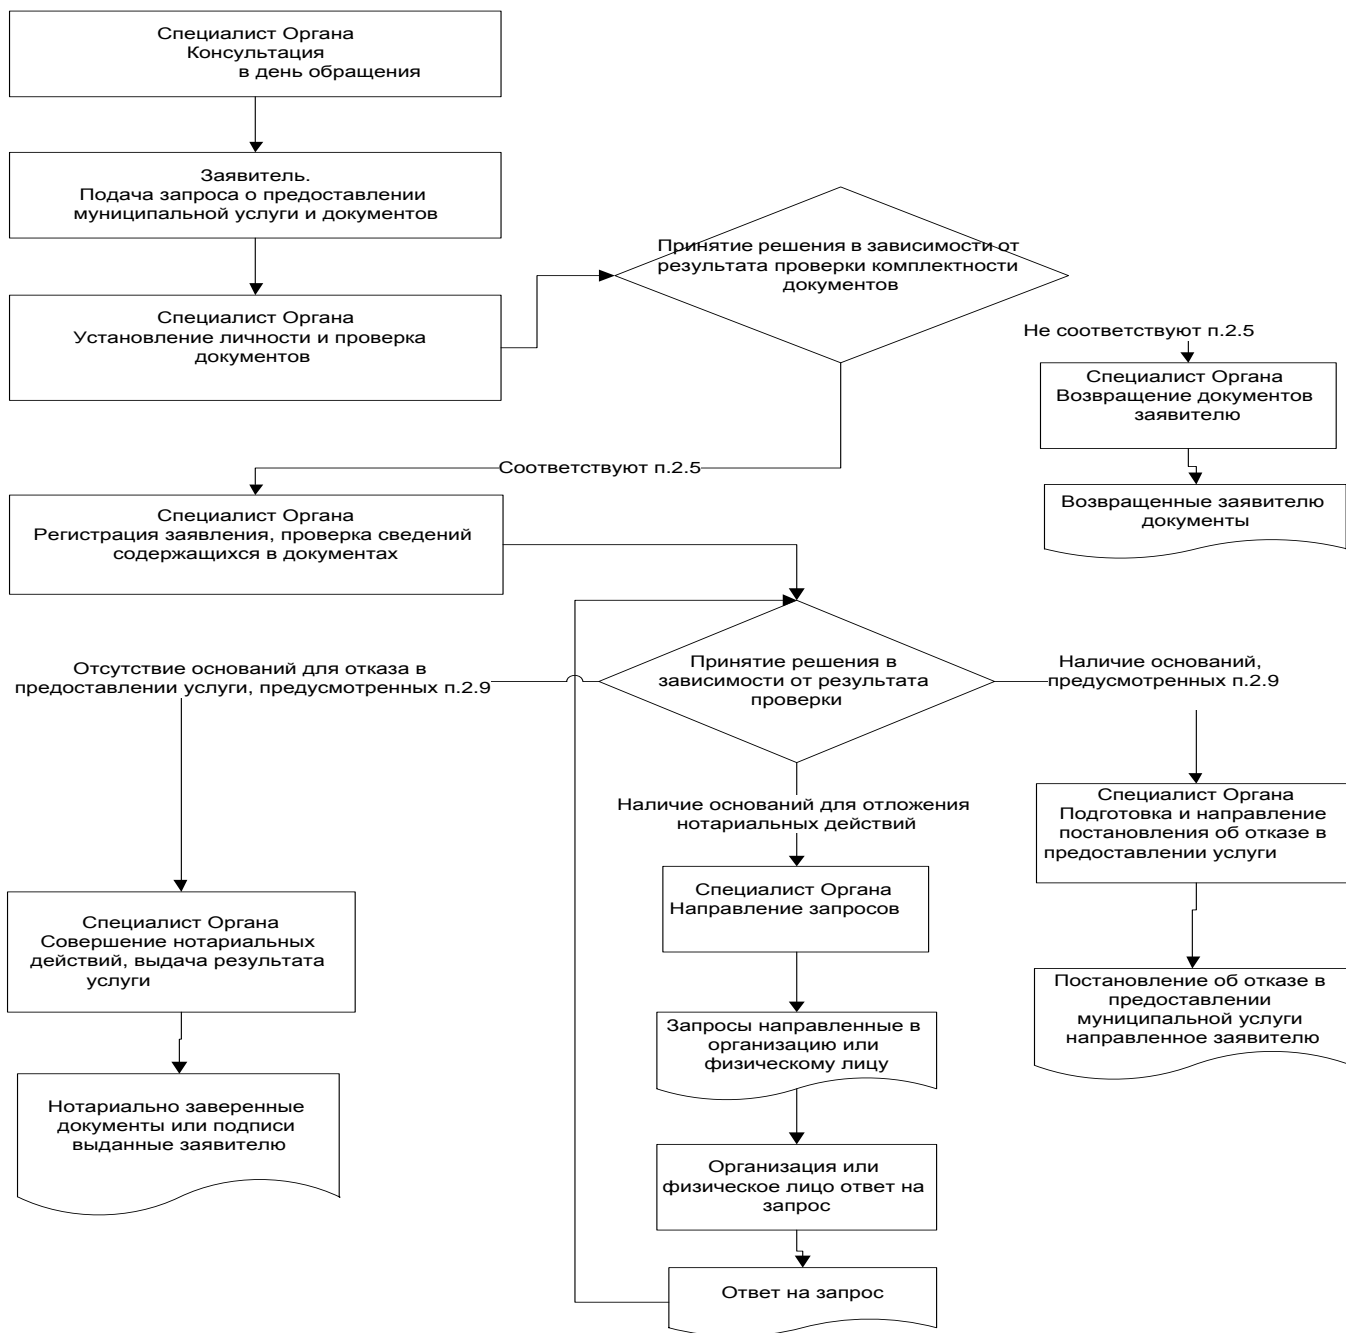 Специалист Органа
Консультация
в день обращения
Заявитель.
Подача запроса о предоставлении
муниципальной услуги и документов
Специалист Органа
Установление личности и проверка
документов
Принятие решения в зависимости от
результата проверки комплектности
документов
Не соответствуют п.2.5
Специалист Органа
Возвращение документов
заявителю
Возвращенные заявителю
документы
Соответствуют п.2.5
Специалист Органа
Регистрация заявления, проверка сведений
содержащихся в документах
Принятие решения в
зависимости от результата
проверки
Отсутствие оснований для отказа в
предоставлении услуги, предусмотренных п.2.9
Наличие оснований,
предусмотренных п.2.9
Наличие оснований для отложения
нотариальных действий
Специалист Органа
Подготовка и направление
постановления об отказе в
предоставлении услуги
Специалист Органа
Направление запросов
Специалист Органа
Совершение нотариальных
действий, выдача результата
услуги
Постановление об отказе в
предоставлении
муниципальной услуги
направленное заявителю
Запросы направленные в
организацию или
физическому лицу
Нотариально заверенные
документы или подписи
выданные заявителю
Организация или
физическое лицо ответ на
запрос
Ответ на запрос